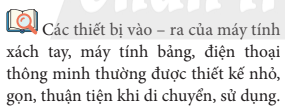 Các thiết bị vào – ra của máy tính
xách tay, máy tính bảng, điện thoại
thông minh thường được thiết kế nhỏ,
gọn, thuận tiện khi di chuyển, sử dụng.